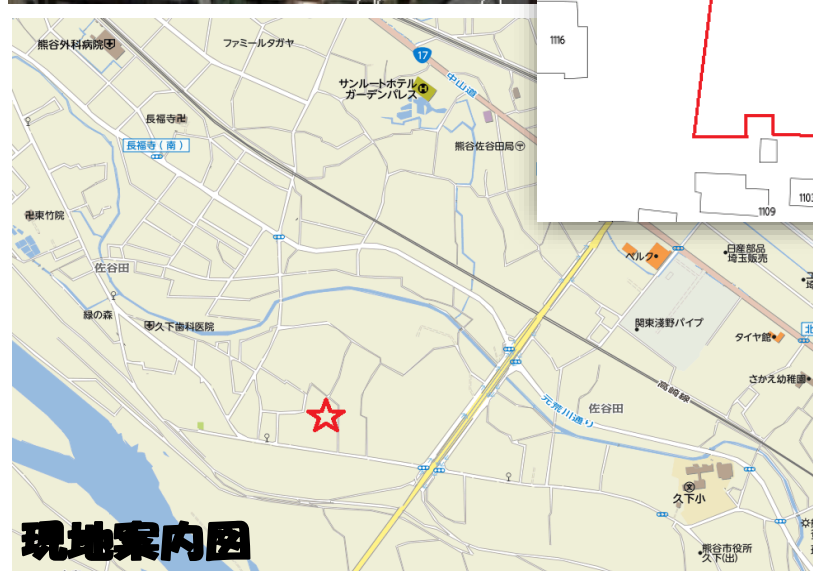 1116
1109
1103
熊谷外科病院
ファミールタガヤ
17
中山道
サンルートホテル
ガーデンパレス
長福寺卍
長福寺(南)
熊谷佐谷田局
卍東竹院
佐谷田
緑の森
久下歯科医院
ベルク
日産部品
埼玉販売
関東淺野パイプ
タイヤ館
さかえ幼稚園
高崎線
元荒川通り
佐谷田
久下小
熊谷市役所
久下(出)
現地案内図